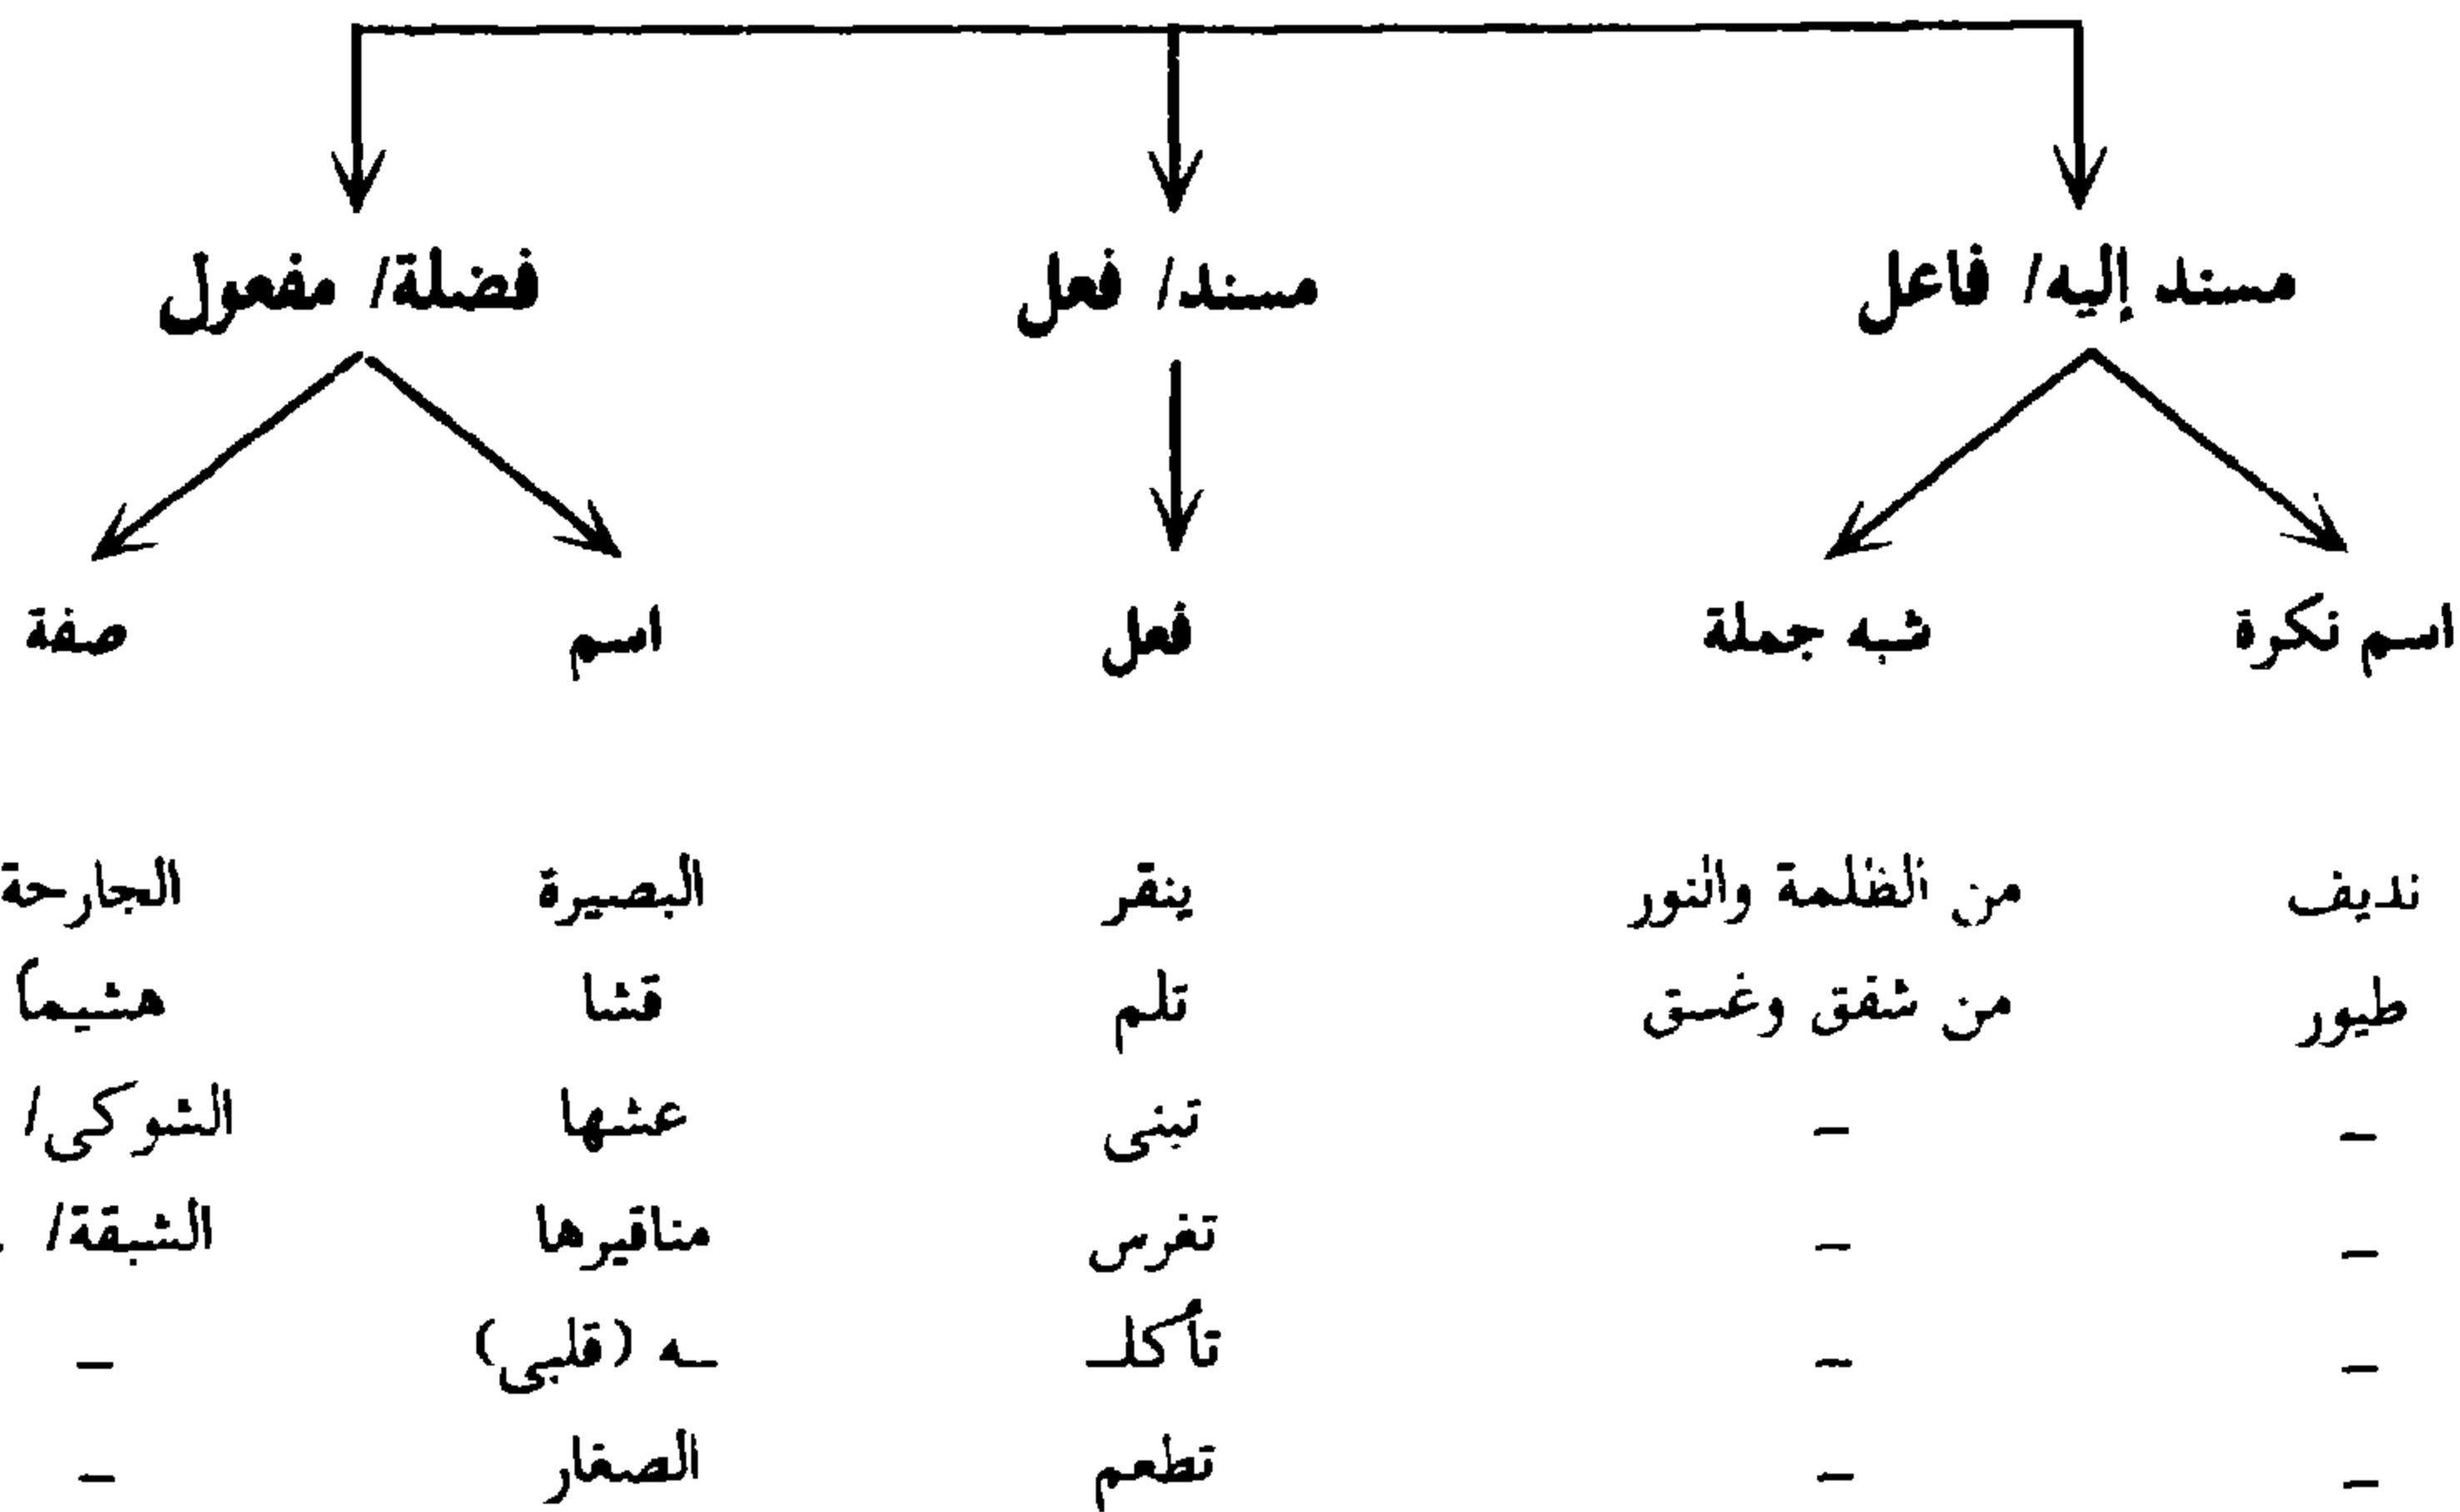 مسند إليه/ فاعل مسند/ فعل فضلة/ مفعول
اسم نكرة شبه جملة فعل اسم صفة
نديف من الظلمة والنور ينقر البصيرة الجارحة
طيور من شفق وغسق تلم قشا هشيما
– – تبنى عشها الشوكى/
– – تغرس مناقيرها الشبقة/
– – تأكلـ ـه (قلبى) –
– – تطعم الصغار –